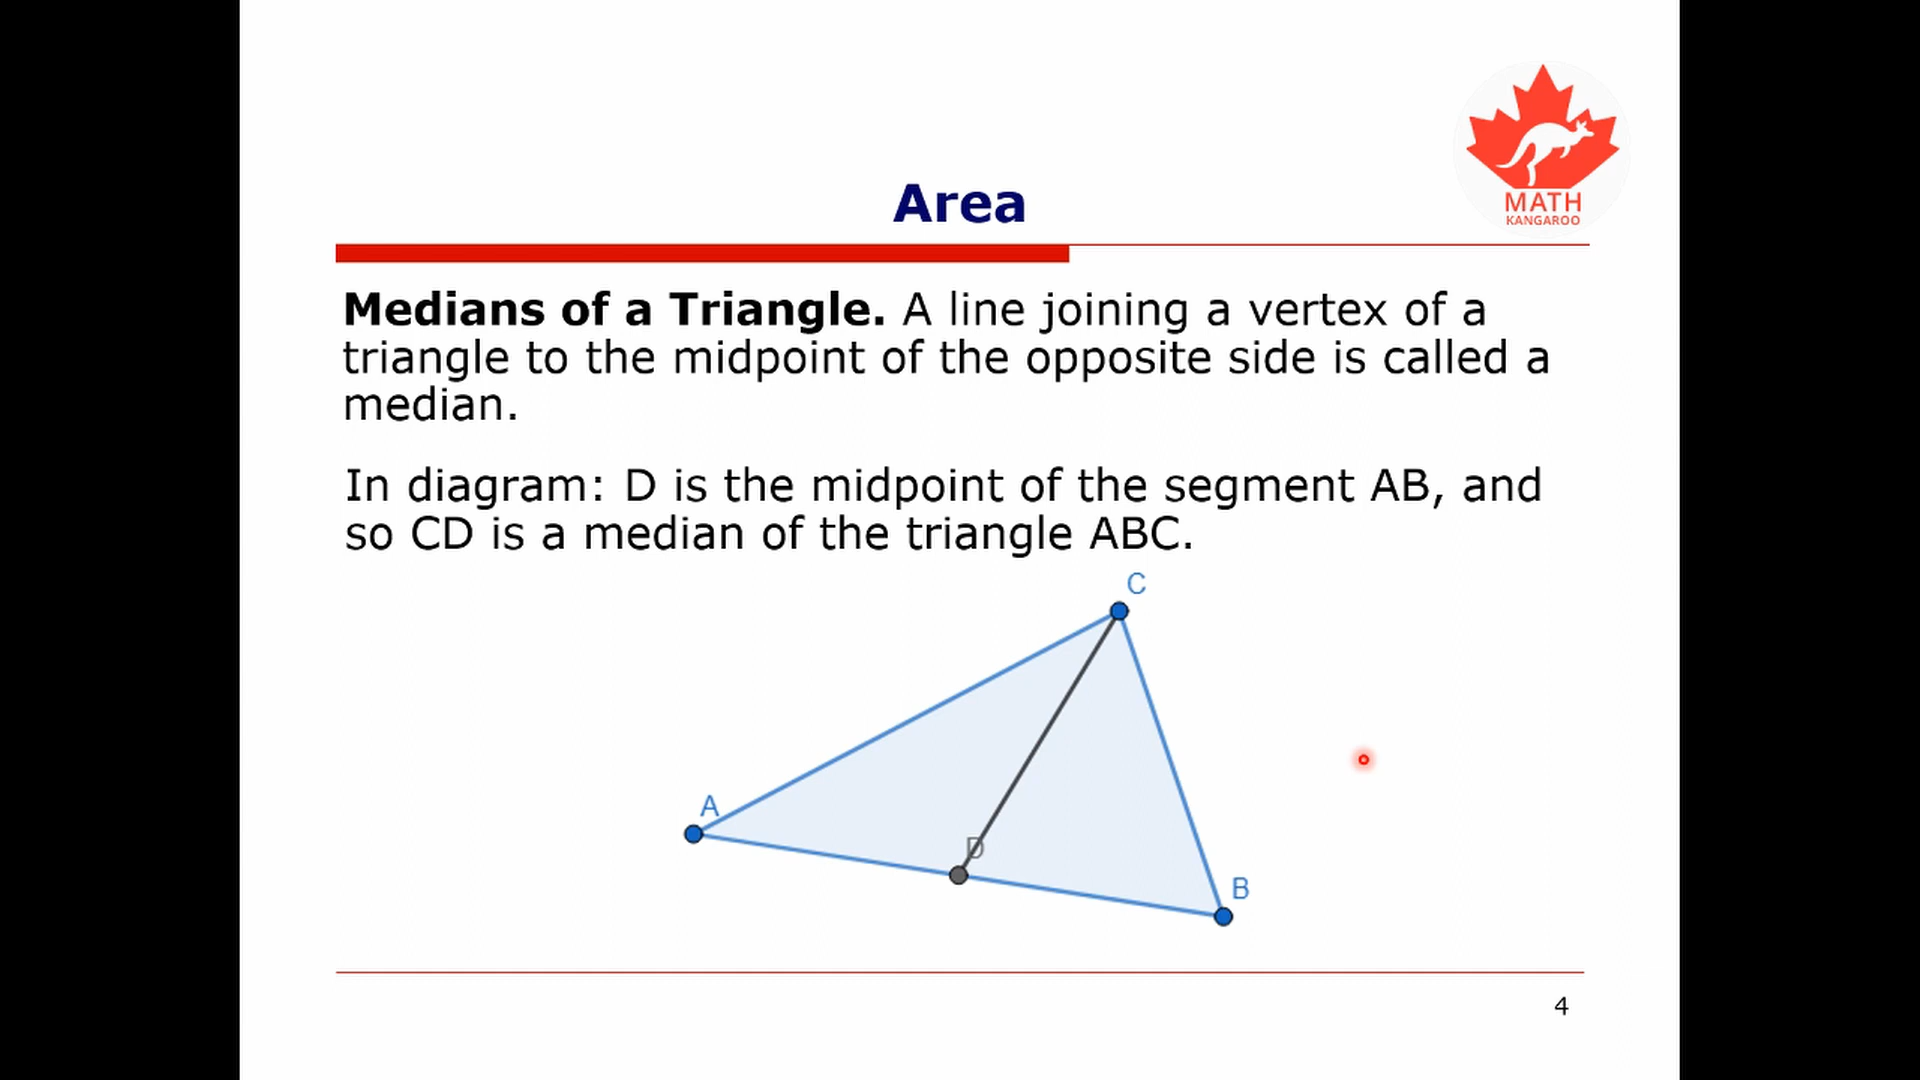 MATH
KANGAROO
Area
Medians of a Triangle. A line joining a vertex of a
triangle to the midpoint of the opposite side is called a
median.
In diagram: D is the midpoint of the segment AB, and
so CD is a median of the triangle ABC.
C
A
D
B
4